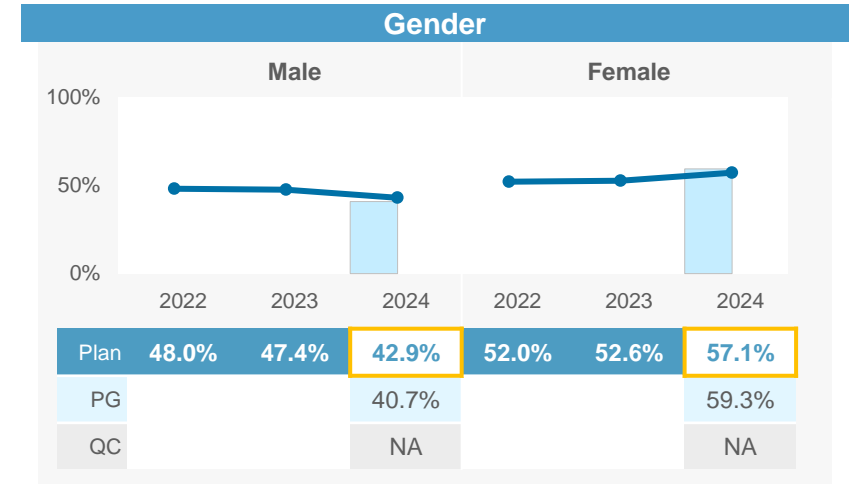 Gender
Male Female
100%
50%
0%
2022 2023 2024 2022 2023 2024
Plan 48.0% 47.4% 42.9% 52.0% 52.6% 57.1%
PG 40.7% 59.3%
QC NA NA